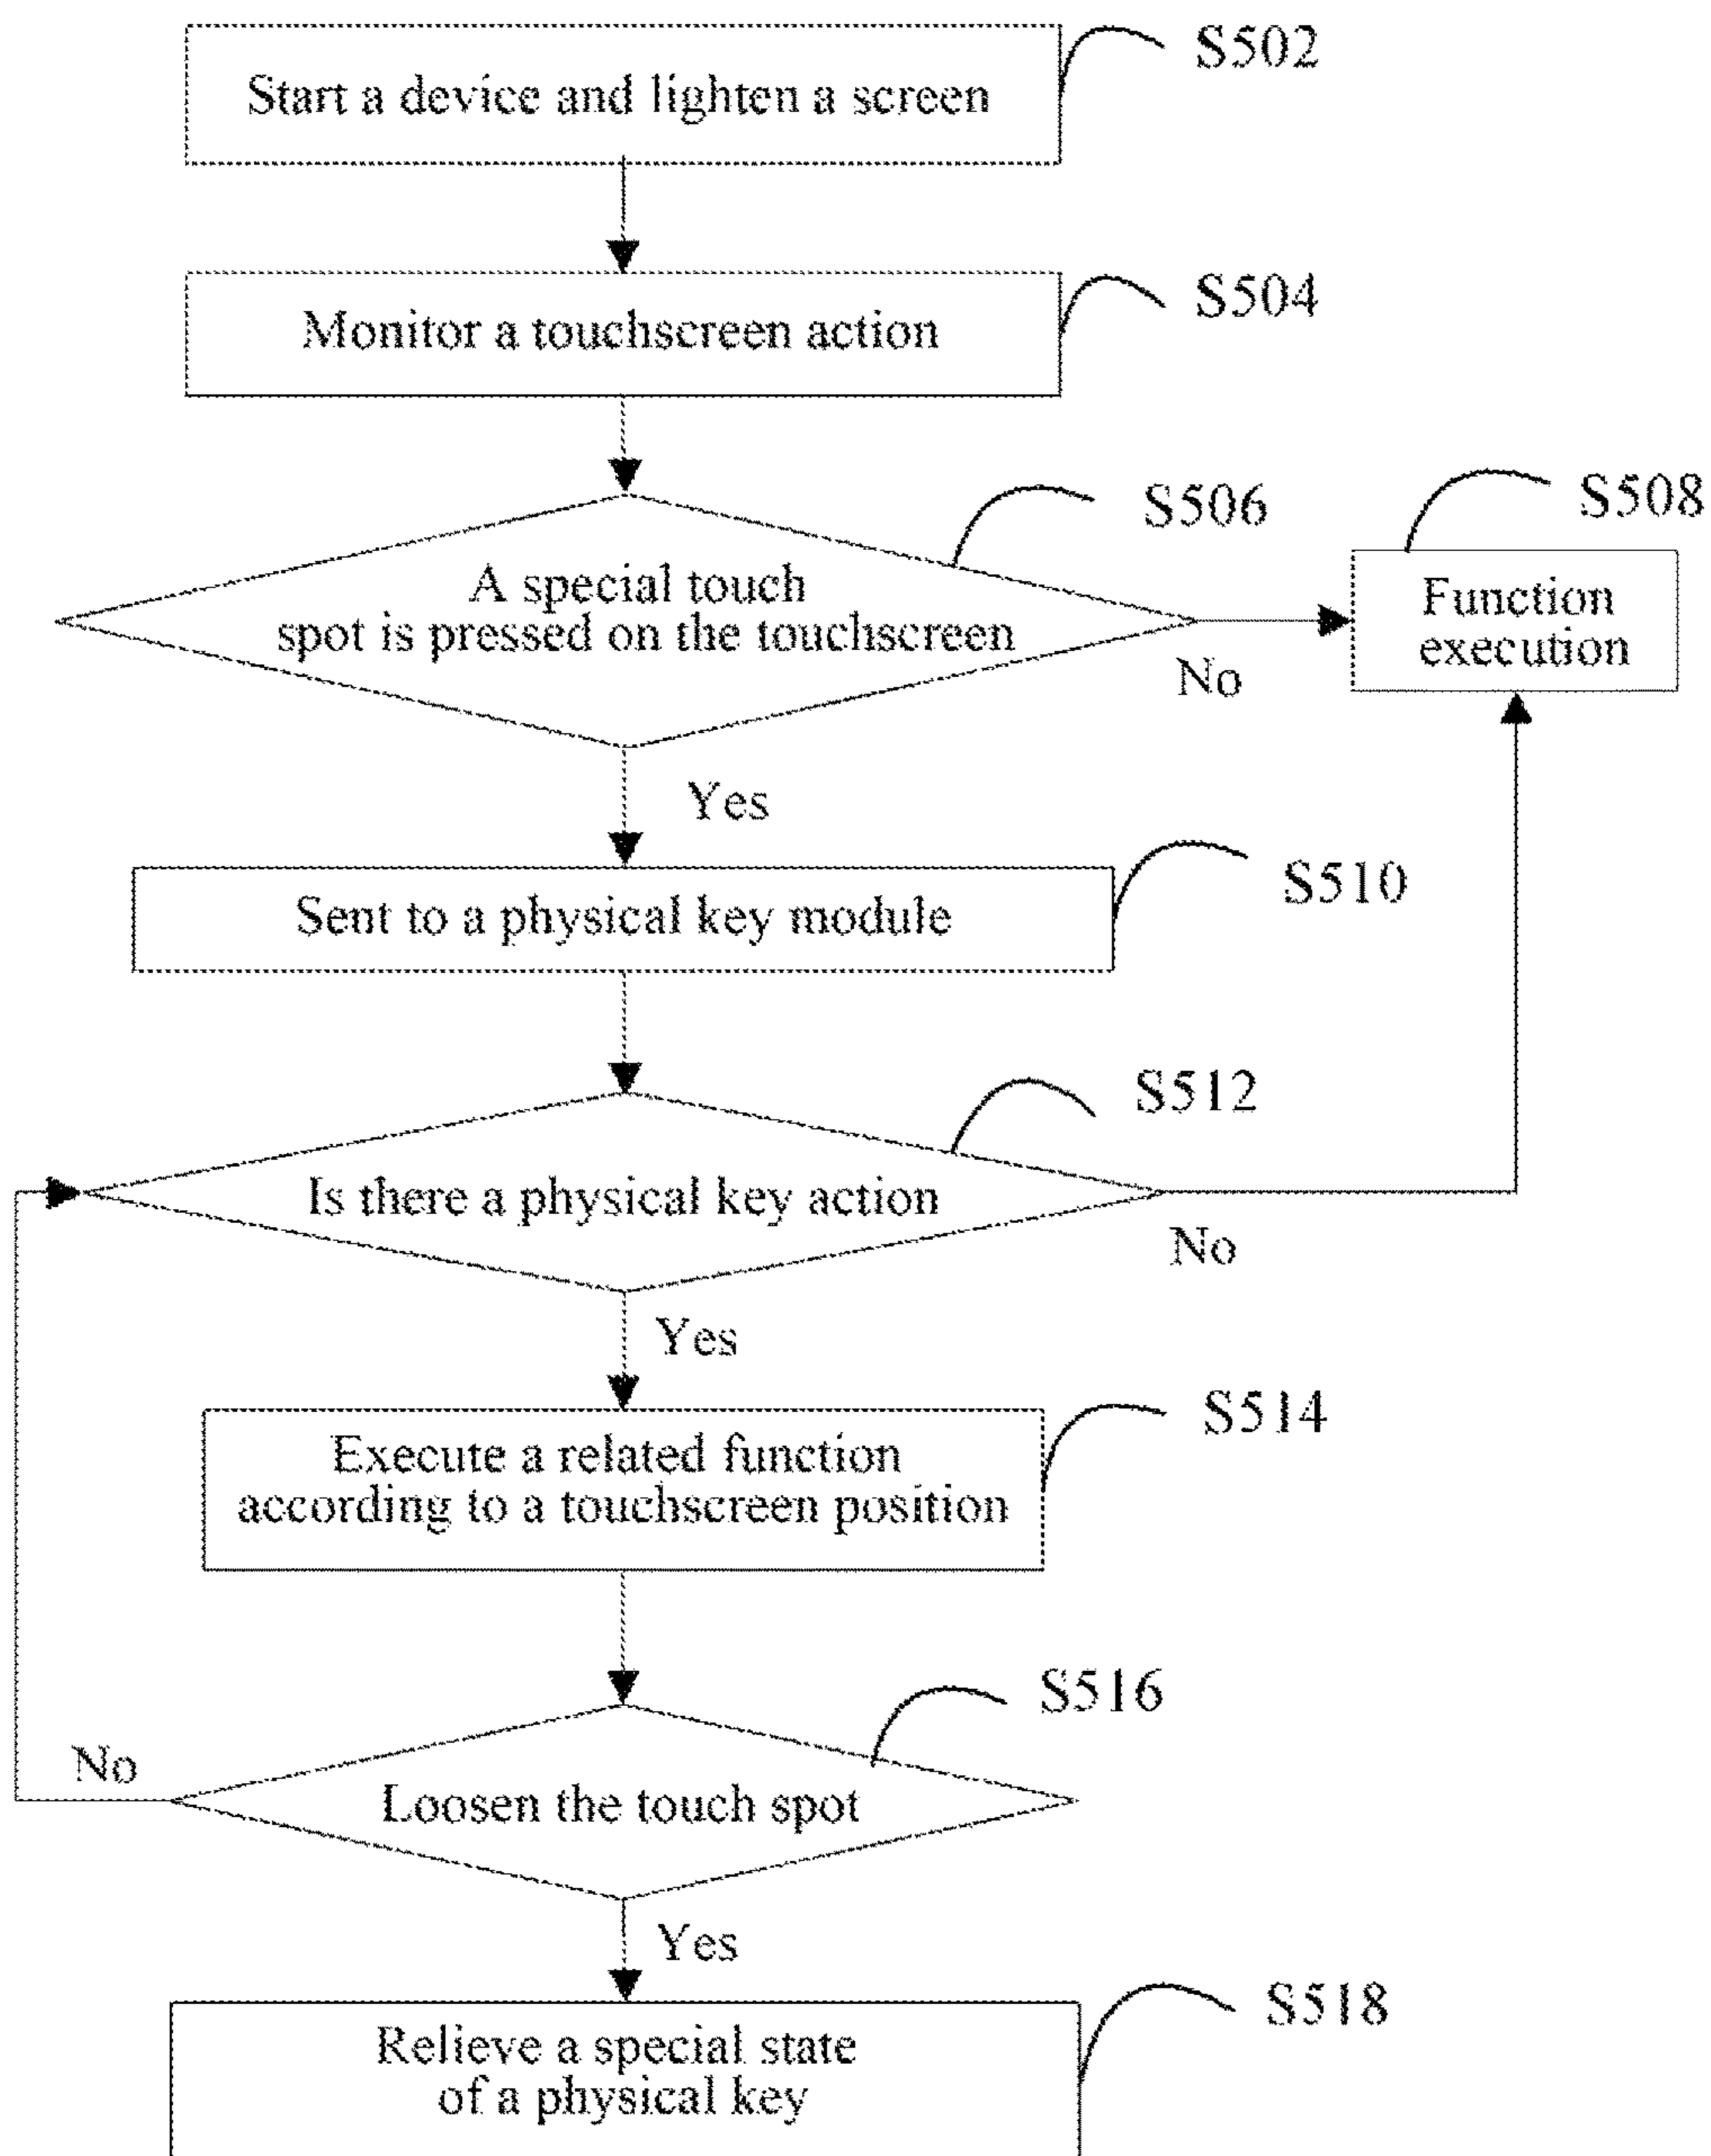 S502
Start a device and lighten a screen
S504
Monitor a touchscreen action
S506
S508
A special touch
spot is pressed on the touchscreen
Function
execution
No
Yes
S510
Sent to a physical key module
S512
Is there a physical key action
No
Yes
S514
Execute a related function
according to a touchscreen position
S516
No
Loosen the touch spot
Yes
S518
Relieve a special state
of a physical key